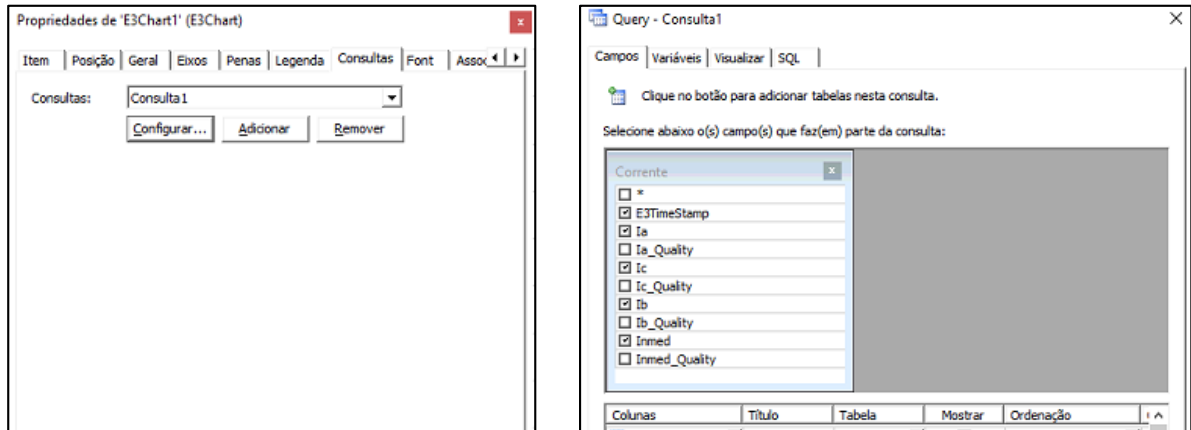 Propriedades de 'E3Chart1' (E3Chart)
Item Posição Geral Eixos Penas Legenda Consultas Font Assoc
Consultas: Consulta1
Configurar... Adicionar Remover
Query - Consulta1
Campos Variáveis Visualizar SQL
Clique no botão para adicionar tabelas nesta consulta.
Selecione abaixo o(s) campo(s) que faz(em) parte da consulta:
Corrente
*
E3TimeStamp
Ia
Ia_Quality
Ic
Ic_Quality
Ib
Ib_Quality
Inmed
Inmed_Quality
Colunas Título Tabela Mostrar Ordenação